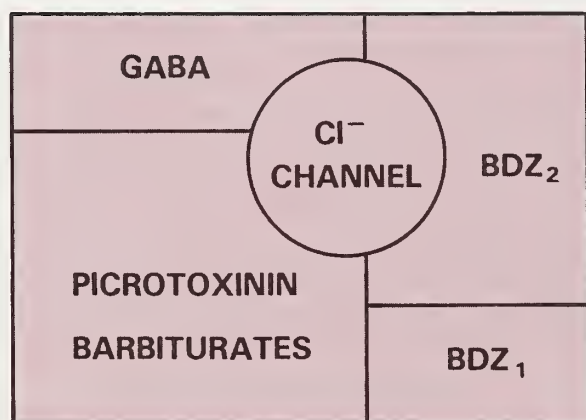 GABA
Cl⁻
CHANNEL
BDZ₂
PICROTOXININ
BARBITURATES
BDZ₁